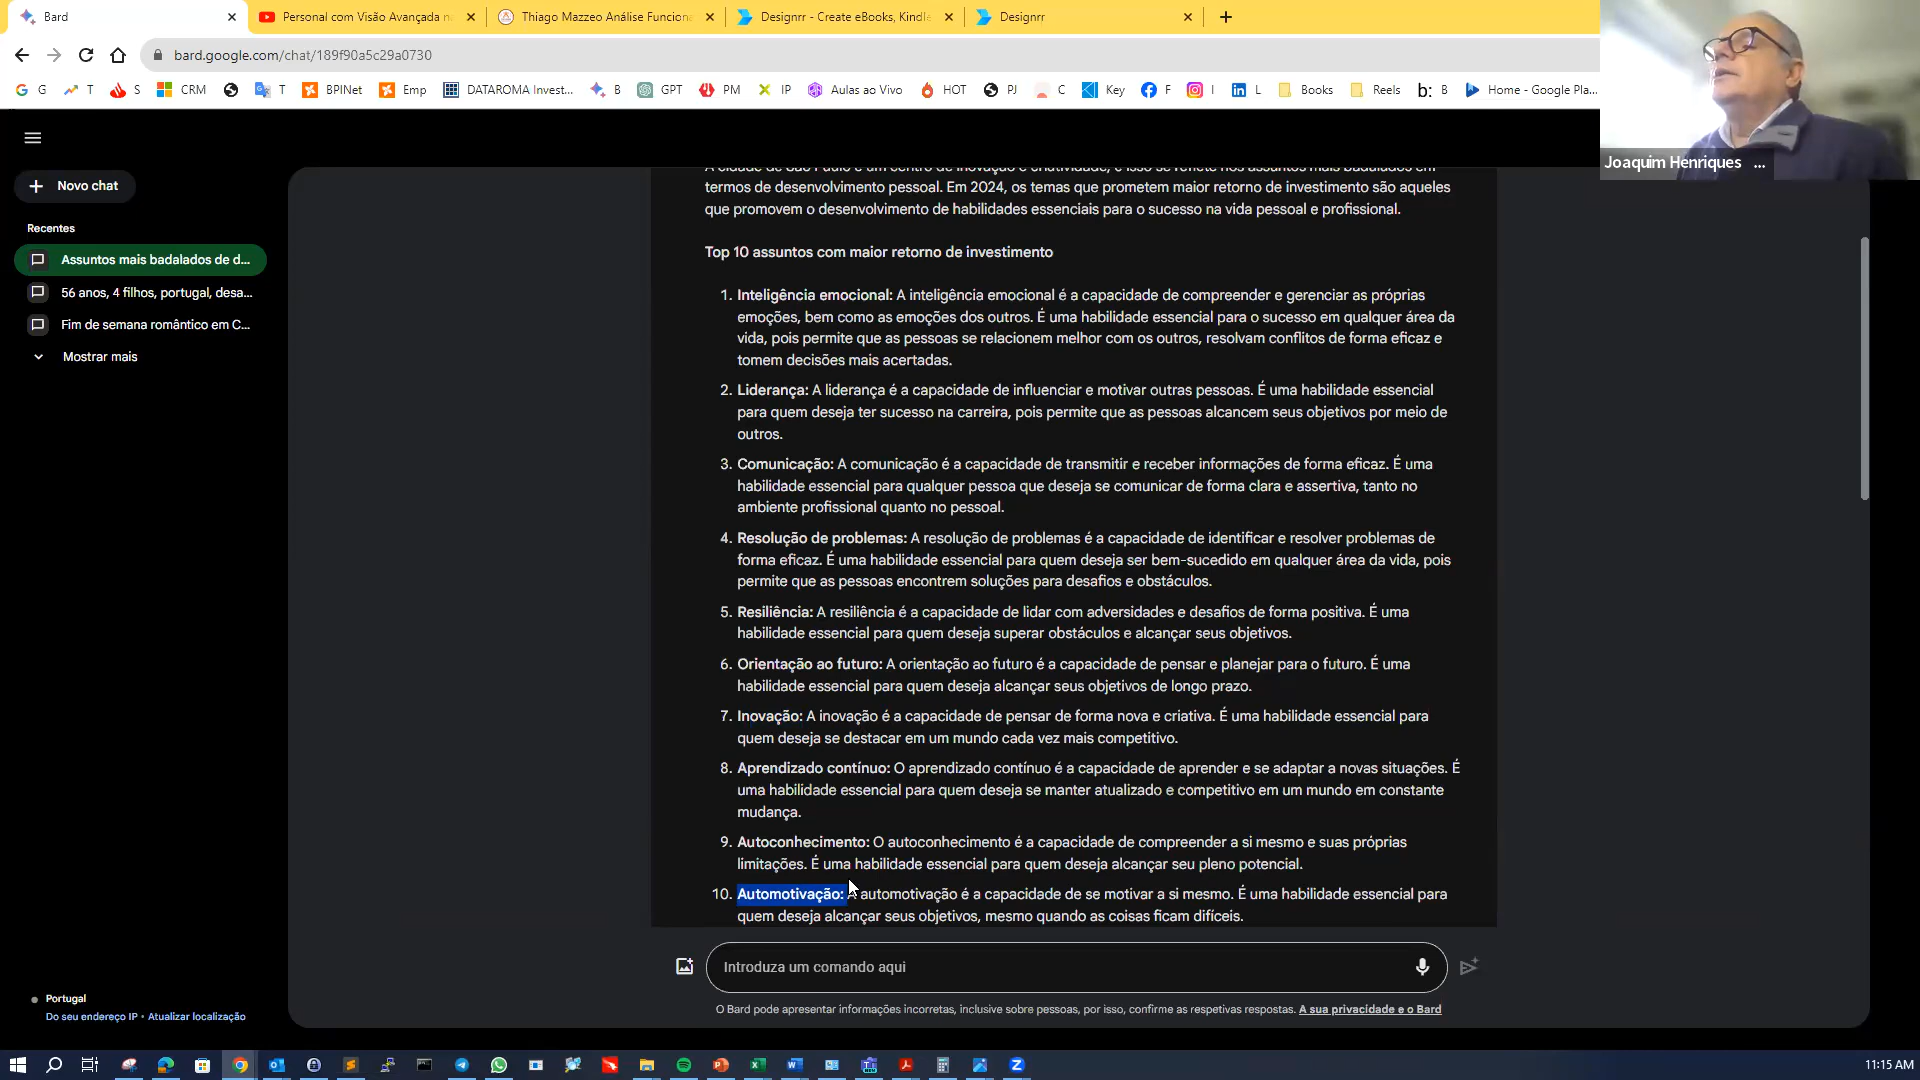 Bard
Personal com Visão Avançada n
Thiago Mazzeo Análise Funciona
Designrr - Create eBooks, Kindle
Designrr
bard.google.com/chat/189f90a5c29a0730
G
T
S
CRM
T
BPINet
Emp
DATAROMA Invest...
B
GPT
PM
IP
Aulas ao Vivo
HOT
PJ
C
Key
F
I
L
Books
Reels
b: B
Home - Google Pla...
Joaquim Henriques ...
Novo chat
Recentes
Assuntos mais badalados de d...
56 anos, 4 filhos, portugal, desa...
Fim de semana romântico em C...
Mostrar mais
A cidade de São Paulo é um centro de inovação e criatividade, e isso se reflete nos assuntos mais badalados em
termos de desenvolvimento pessoal. Em 2024, os temas que prometem maior retorno de investimento são aqueles
que promovem o desenvolvimento de habilidades essenciais para o sucesso na vida pessoal e profissional.
Top 10 assuntos com maior retorno de investimento
1. Inteligência emocional: A inteligência emocional é a capacidade de compreender e gerenciar as próprias
emoções, bem como as emoções dos outros. É uma habilidade essencial para o sucesso em qualquer área da
vida, pois permite que as pessoas se relacionem melhor com os outros, resolvam conflitos de forma eficaz e
tomem decisões mais acertadas.
2. Liderança: A liderança é a capacidade de influenciar e motivar outras pessoas. É uma habilidade essencial
para quem deseja ter sucesso na carreira, pois permite que as pessoas alcancem seus objetivos por meio de
outros.
3. Comunicação: A comunicação é a capacidade de transmitir e receber informações de forma eficaz. É uma
habilidade essencial para qualquer pessoa que deseja se comunicar de forma clara e assertiva, tanto no
ambiente profissional quanto no pessoal.
4. Resolução de problemas: A resolução de problemas é a capacidade de identificar e resolver problemas de
forma eficaz. É uma habilidade essencial para quem deseja ser bem-sucedido em qualquer área da vida, pois
permite que as pessoas encontrem soluções para desafios e obstáculos.
5. Resiliência: A resiliência é a capacidade de lidar com adversidades e desafios de forma positiva. É uma
habilidade essencial para quem deseja superar obstáculos e alcançar seus objetivos.
6. Orientação ao futuro: A orientação ao futuro é a capacidade de pensar e planejar para o futuro. É uma
habilidade essencial para quem deseja alcançar seus objetivos de longo prazo.
7. Inovação: A inovação é a capacidade de pensar de forma nova e criativa. É uma habilidade essencial para
quem deseja se destacar em um mundo cada vez mais competitivo.
8. Aprendizado contínuo: O aprendizado contínuo é a capacidade de aprender e se adaptar a novas situações. É
uma habilidade essencial para quem deseja se manter atualizado e competitivo em um mundo em constante
mudança.
9. Autoconhecimento: O autoconhecimento é a capacidade de compreender a si mesmo e suas próprias
limitações. É uma habilidade essencial para quem deseja alcançar seu pleno potencial.
10. Automotivação: A automotivação é a capacidade de se motivar a si mesmo. É uma habilidade essencial para
quem deseja alcançar seus objetivos, mesmo quando as coisas ficam difíceis.
Introduza um comando aqui
O Bard pode apresentar informações incorretas, inclusive sobre pessoas, por isso, confirme as respetivas respostas. A sua privacidade e o Bard
Portugal
Do seu endereço IP • Atualizar localização
11:15 AM